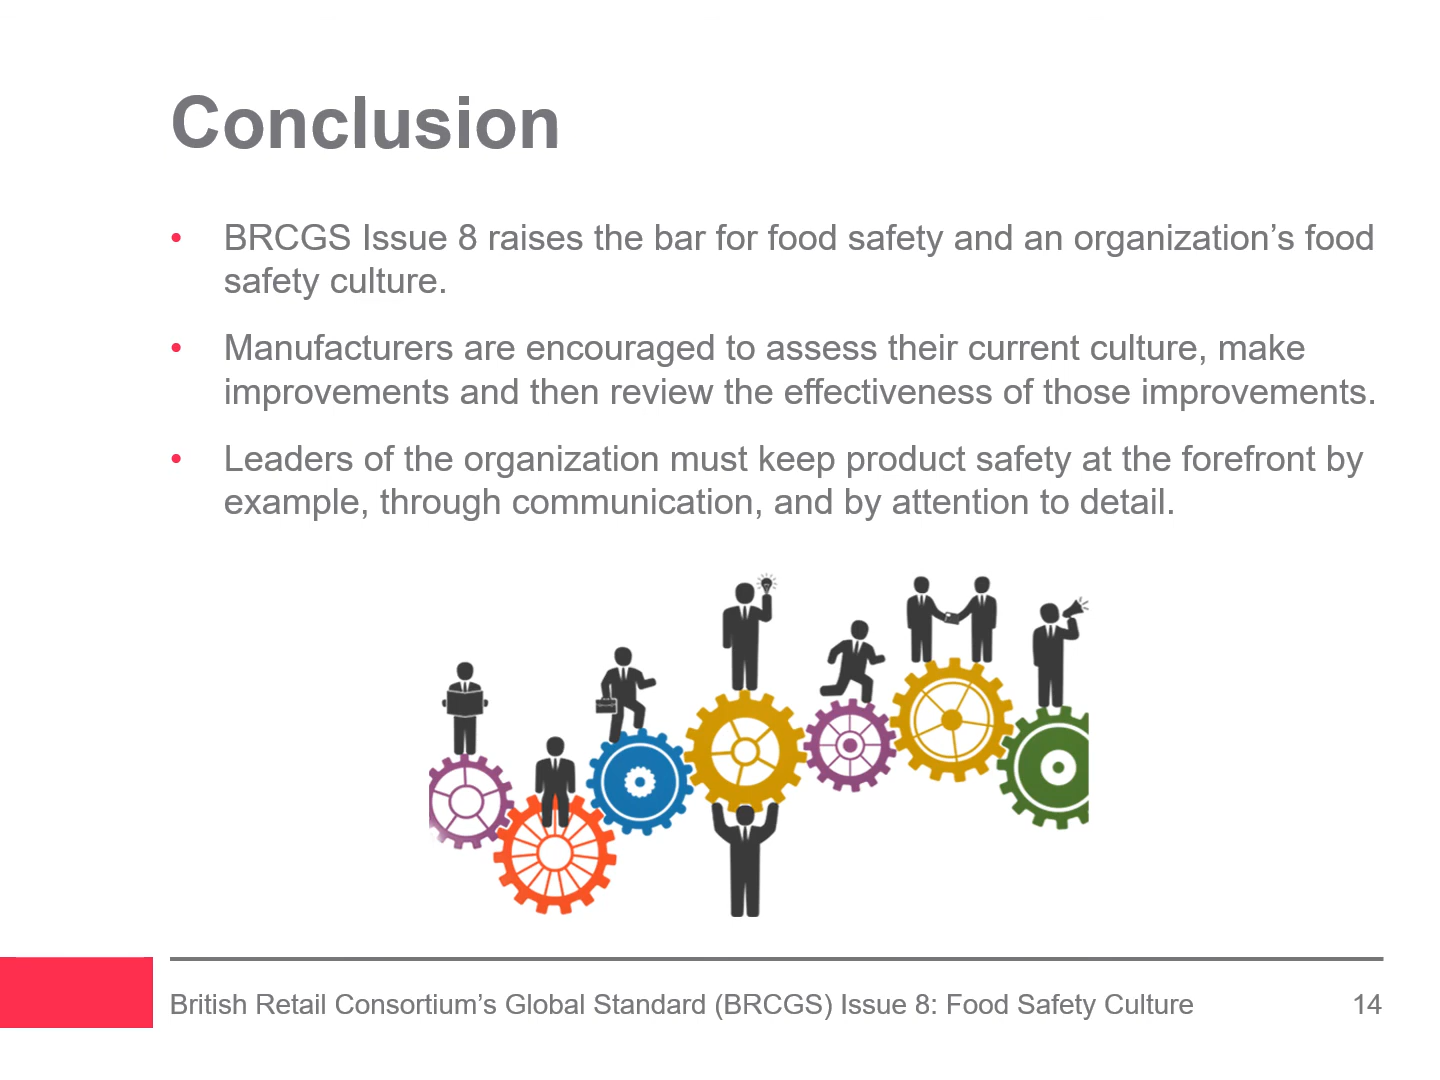 Conclusion
• BRCGS Issue 8 raises the bar for food safety and an organization’s food
safety culture.
• Manufacturers are encouraged to assess their current culture, make
improvements and then review the effectiveness of those improvements.
• Leaders of the organization must keep product safety at the forefront by
example, through communication, and by attention to detail.
British Retail Consortium’s Global Standard (BRCGS) Issue 8: Food Safety Culture 14